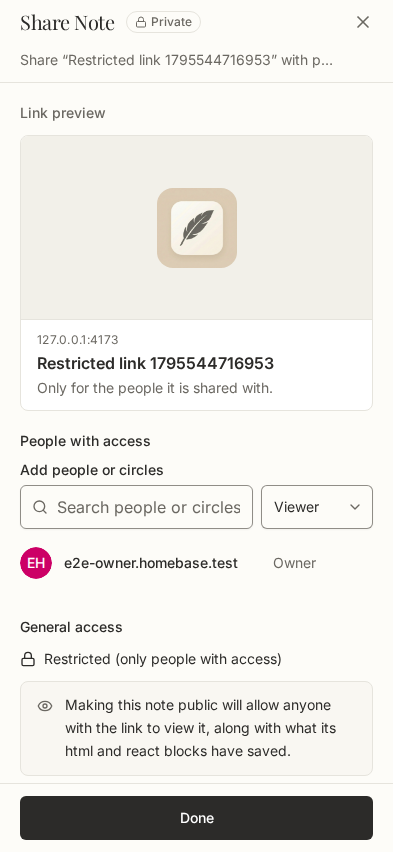 Share Note
Private
Share “Restricted link 1795544716953” with p...
Link preview
127.0.0.1:4173
Restricted link 1795544716953
Only for the people it is shared with.
People with access
Add people or circles
Search people or circles
Viewer
EH
e2e-owner.homebase.test
Owner
General access
Restricted (only people with access)
Making this note public will allow anyone
with the link to view it, along with what its
html and react blocks have saved.
Done